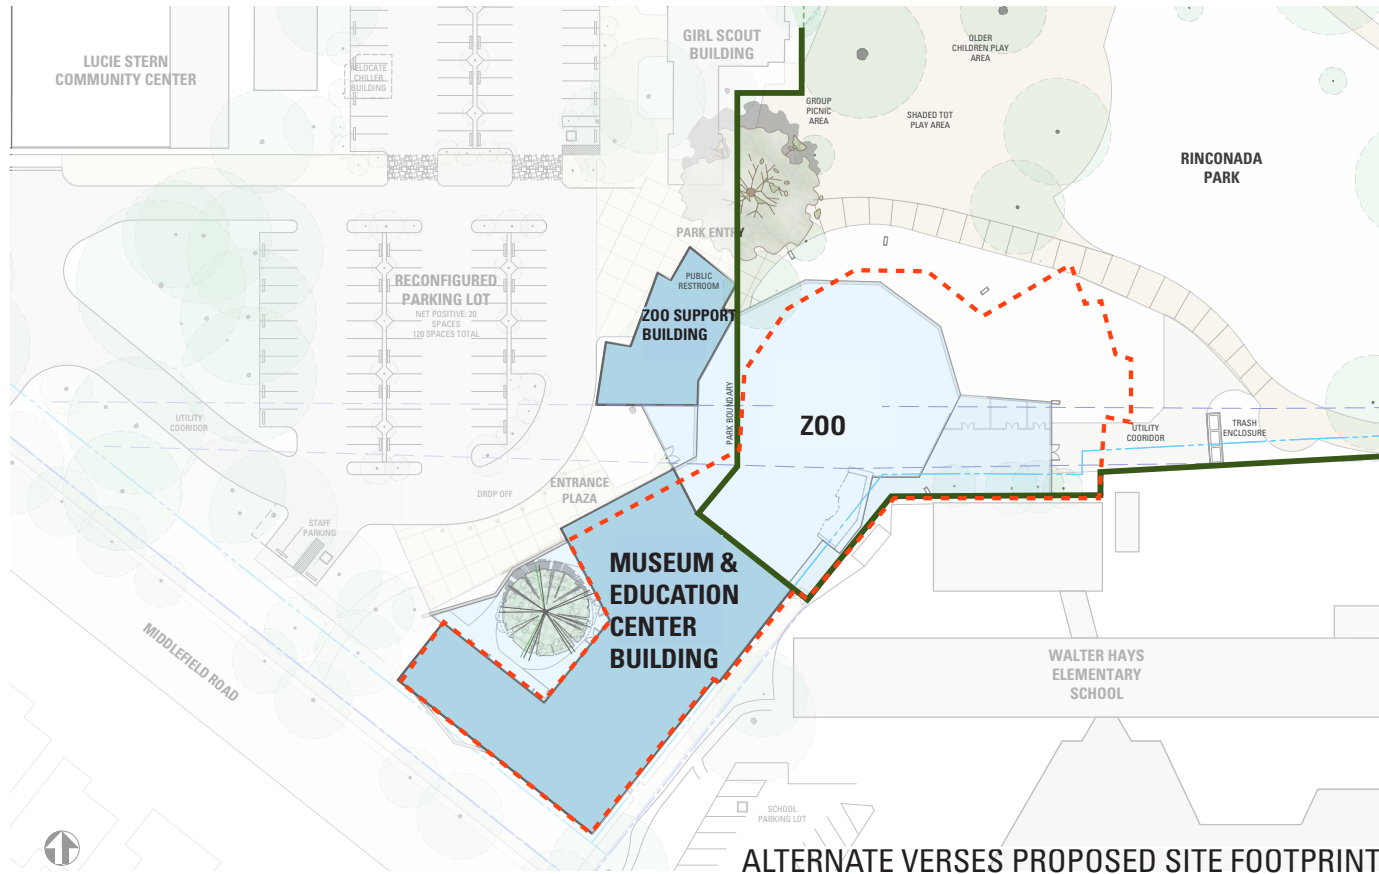 LUCIE STERN
COMMUNITY CENTER
RELOCATE
CHILLER
BUILDING
GIRL SCOUT
BUILDING
OLDER
CHILDREN PLAY
AREA
GROUP
PICNIC
AREA
SHADED TOT
PLAY AREA
RINCONADA
PARK
PARK ENTRY
PUBLIC
RESTROOM
RECONFIGURED
PARKING LOT
NET POSITIVE: 20
SPACES
120 SPACES TOTAL
ZOO SUPPORT
BUILDING
PARK BOUNDARY
ZOO
UTILITY
COORIDOR
UTILITY
COORIDOR
TRASH
ENCLOSURE
ENTRANCE
PLAZA
DROP OFF
STAFF
PARKING
MUSEUM &
EDUCATION
CENTER
BUILDING
MIDDLEFIELD ROAD
WALTER HAYS
ELEMENTARY
SCHOOL
SCHOOL
PARKING LOT
ALTERNATE VERSES PROPOSED SITE FOOTPRINT